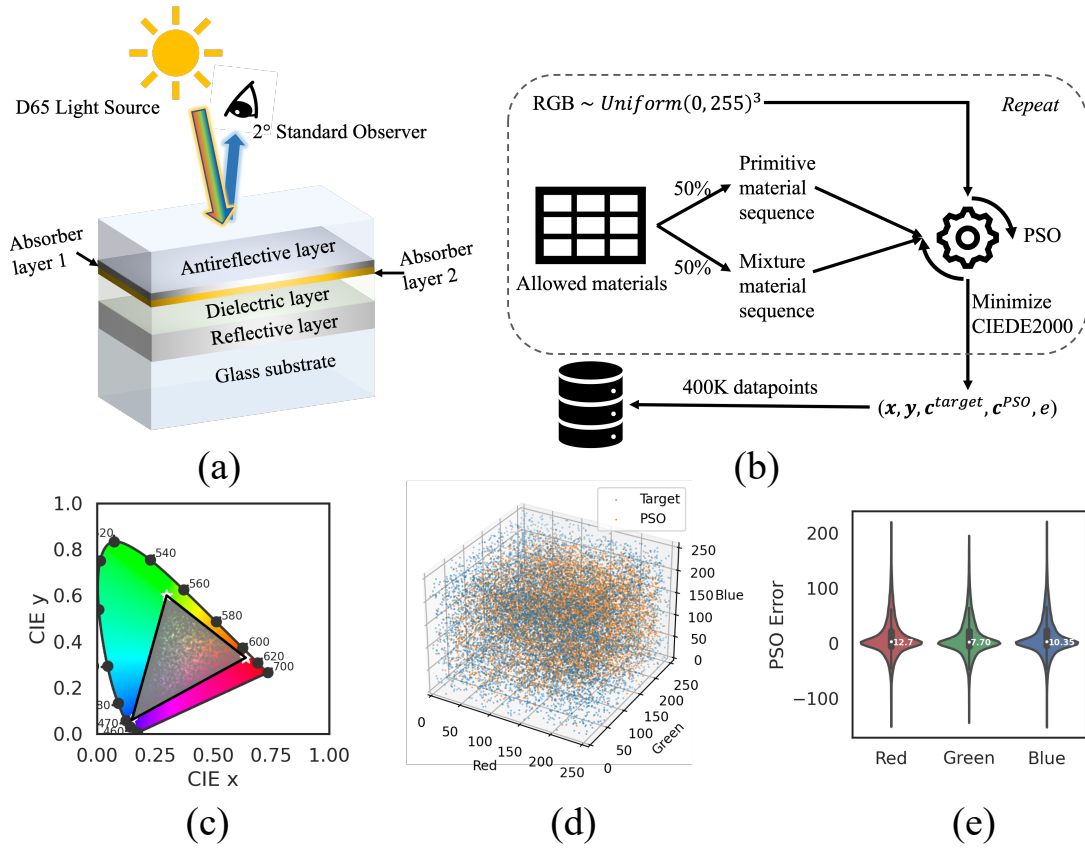 D65 Light Source
2° Standard Observer
Absorber
layer 1
Antireflective layer
Absorber
layer 2
Dielectric layer
Reflective layer
Glass substrate
(a)
RGB ~ Uniform(0, 255)³
Repeat
50%
Primitive
material
sequence
Allowed materials
50%
Mixture
material
sequence
PSO
Minimize
CIEDE2000
400K datapoints
(x, y, c^target, c^PSO, e)
(b)
1.0
0.8
0.6
0.4
0.2
0.0
CIE y
20
540
560
580
600
620
700
80
470
460
0.00
0.25
0.50
0.75
1.00
CIE x
(c)
Target
PSO
250
200
150
100
50
0
Blue
0
50
100
150
200
250
Red
0
50
100
150
200
250
Green
(d)
200
100
0
−100
PSO Error
12.7
7.70
10.35
Red
Green
Blue
(e)